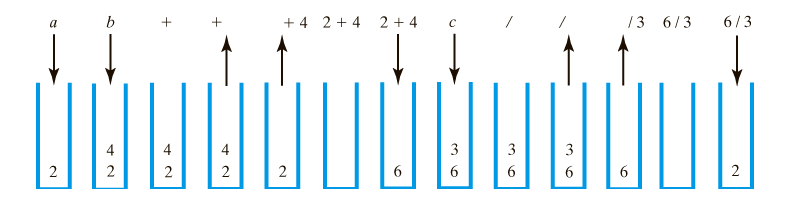 a b + + + 4 2 + 4 2 + 4 c / / / 3 6 / 3 6 / 3
4 4 4 3 3 3
2 2 2 2 2 6 6 6 6 6 2